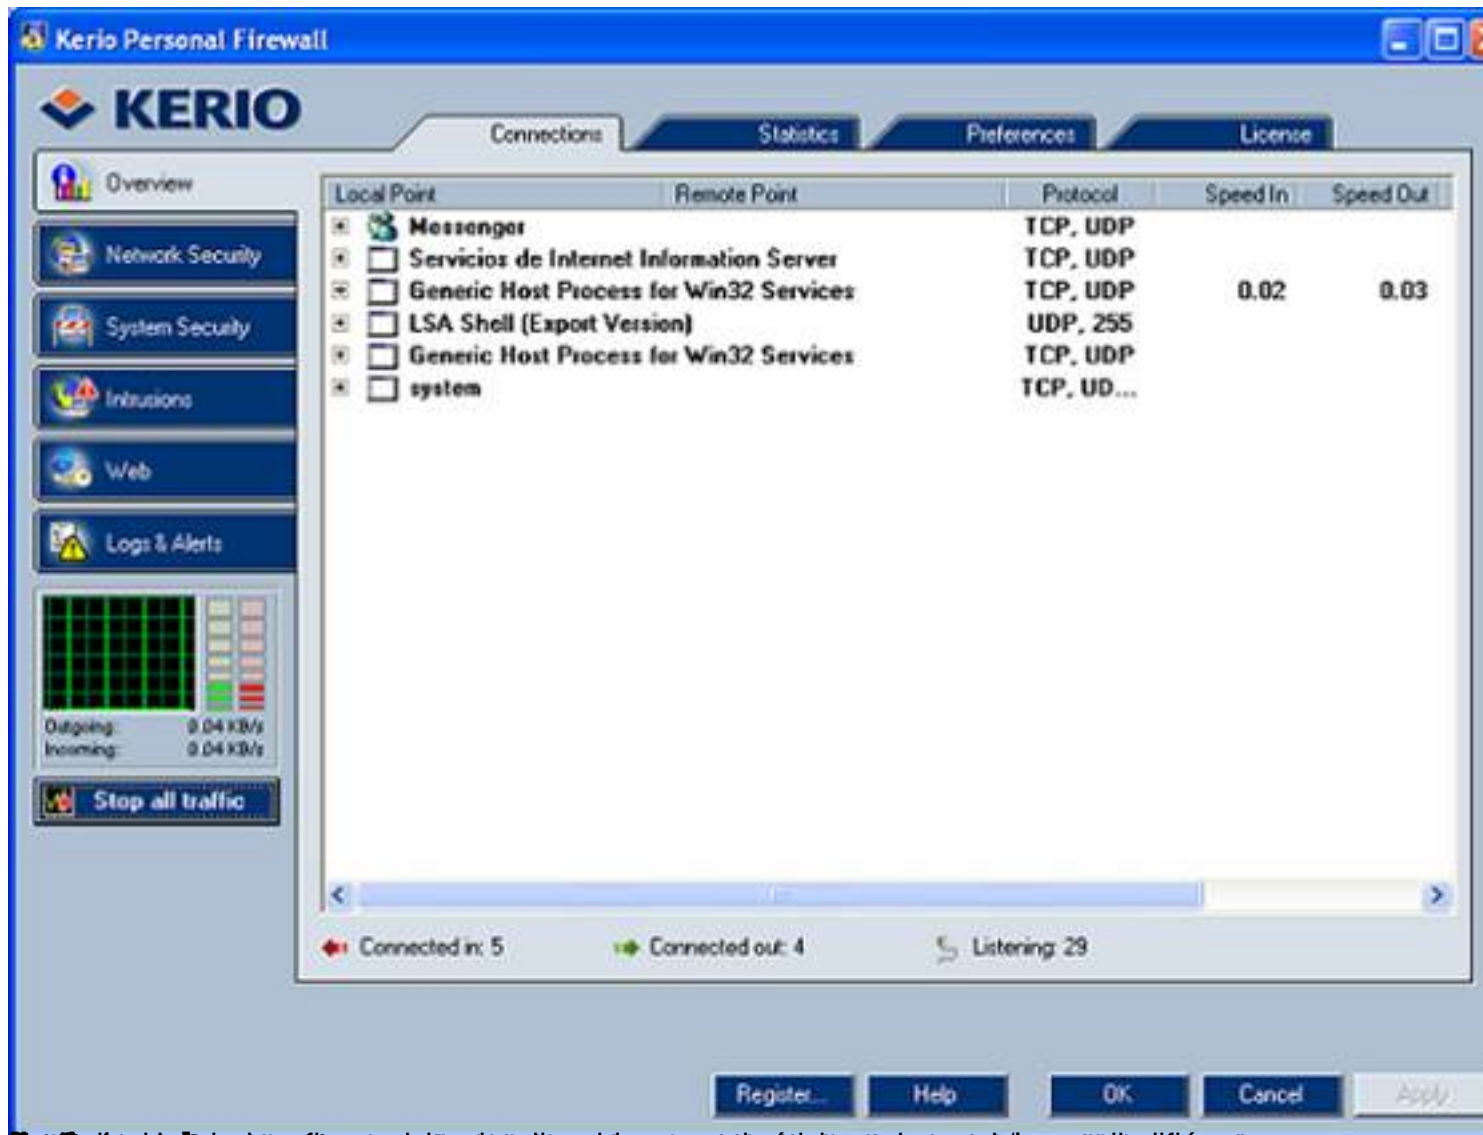 Kerio Personal Firewall
KERIO
Connections Statistics Preferences License
Overview
Network Security
System Security
Intrusions
Web
Logs & Alerts
Outgoing: 0.04 KB/s
Incoming: 0.04 KB/s
Stop all traffic
Local Point Remote Point Protocol Speed In Speed Out
Messenger TCP, UDP
Servicios de Internet Information Server TCP, UDP
Generic Host Process for Win32 Services TCP, UDP 0.02 0.03
LSA Shell (Export Version) UDP, 255
Generic Host Process for Win32 Services TCP, UDP
system TCP, UD...
Connected in: 5 Connected out: 4 Listening: 29
Register... Help OK Cancel Apply